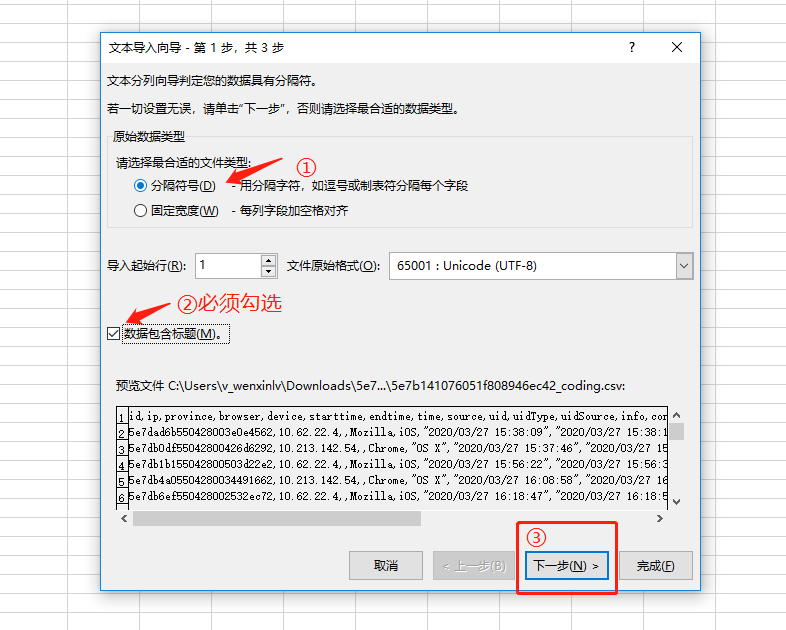 文本导入向导 - 第 1 步，共 3 步
? ×
文本分列向导判定您的数据具有分隔符。
若一切设置无误，请单击“下一步”，否则请选择最合适的数据类型。
原始数据类型
请选择最合适的文件类型:
①
分隔符号(D) - 用分隔字符，如逗号或制表符分隔每个字段
固定宽度(W) - 每列字段加空格对齐
导入起始行(R): 1 文件原始格式(O): 65001 : Unicode (UTF-8)
②必须勾选
数据包含标题(M)。
预览文件 C:\Users\v_wenxinlv\Downloads\5e7...\5e7b141076051f808946ec42_coding.csv:
1 id,ip,province,browser,device,starttime,endtime,time,source,uid,uidType,uidSource,info,cor
2 5e7dad6b550428003e0e4562,10.62.22.4,,Mozilla,iOS,"2020/03/27 15:38:09","2020/03/27 15:38:1
3 5e7db0df5500428 00426d6292,10.213.142.54,,Chrome,"OS X","2020/03/27 15:37:46","2020/03/27 15
4 5e7db1b155042800503d22e2,10.62.22.4,,Mozilla,iOS,"2020/03/27 15:56:22","2020/03/27 15:56:3
5 5e7db4a0550428003 4491662,10.213.142.54,,Chrome,"OS X","2020/03/27 16:08:58","2020/03/27 16
6 5e7db6ef550428002532ec72,10.62.22.4,,Mozilla,iOS,"2020/03/27 16:18:47","2020/03/27 16:18:5
③
取消 < 上一步(B) 下一步(N) > 完成(F)